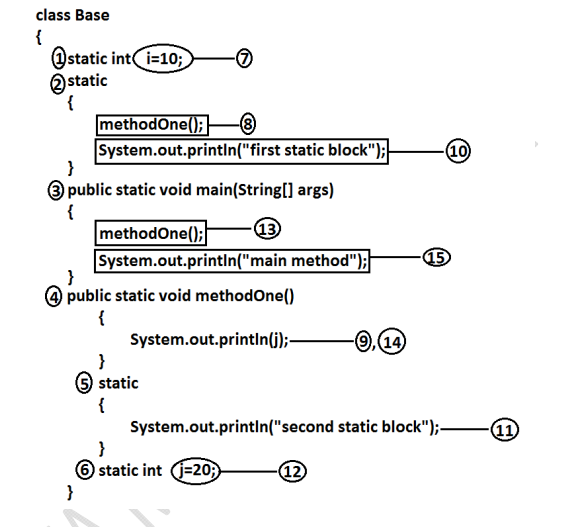 class Base
{
①static int i=10; ⑦
②static
{
methodOne(); ⑧
System.out.println("first static block"); ⑩
}
③ public static void main(String[] args)
{
methodOne(); ⑬
System.out.println("main method"); ⑮
}
④ public static void methodOne()
{
System.out.println(j); ⑨,⑭
}
⑤ static
{
System.out.println("second static block"); ⑪
}
⑥ static int j=20; ⑫
}